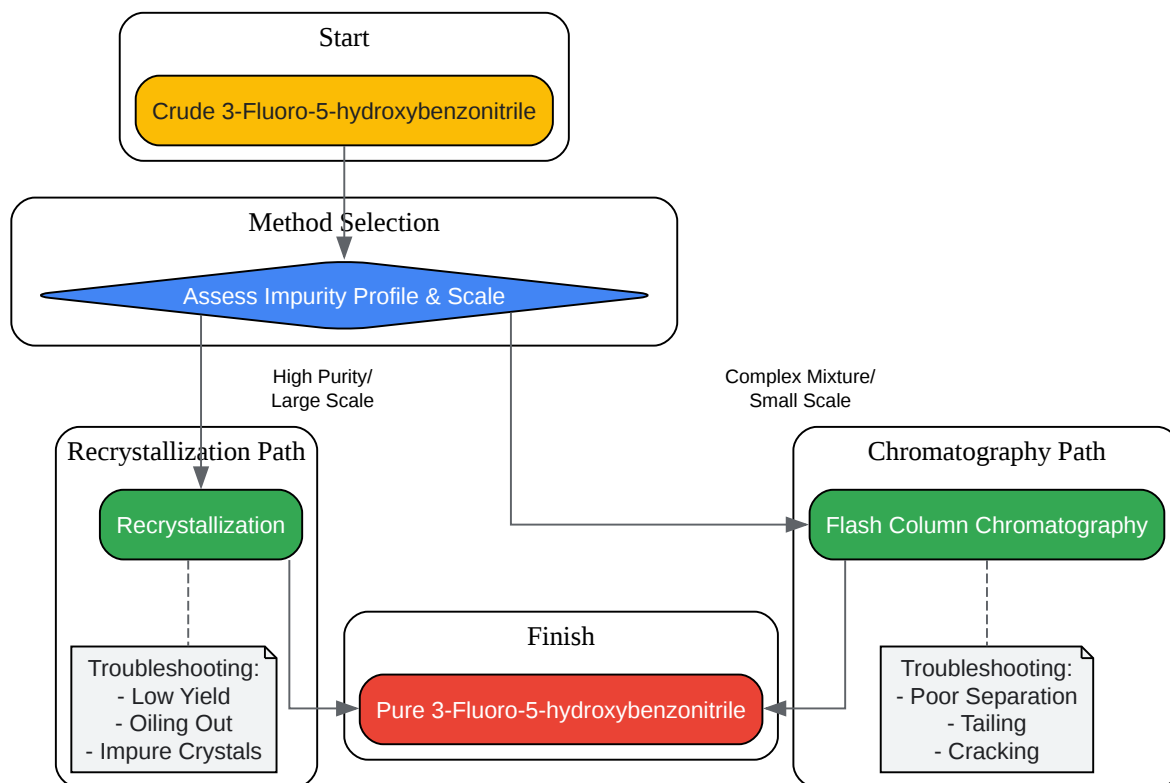 Start
Crude 3-Fluoro-5-hydroxybenzonitrile
Method Selection
Assess Impurity Profile & Scale
High Purity/
Large Scale
Complex Mixture/
Small Scale
Recrystallization Path
Recrystallization
Troubleshooting:
- Low Yield
- Oiling Out
- Impure Crystals
Chromatography Path
Flash Column Chromatography
Troubleshooting:
- Poor Separation
- Tailing
- Cracking
Finish
Pure 3-Fluoro-5-hydroxybenzonitrile